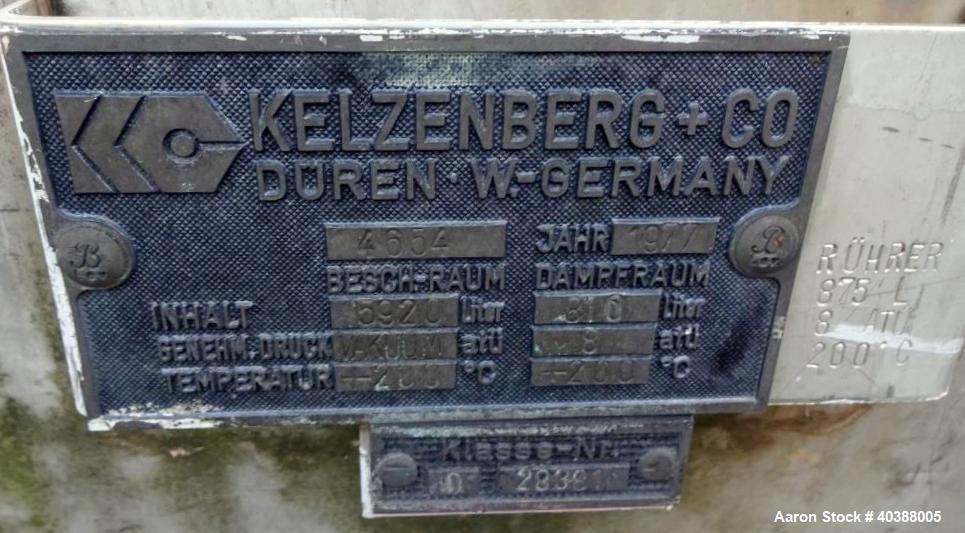 KELZENBERG + CO
DÜREN · W.-GERMANY
4654 JAHR 1977
BESCH.-RAUM DAMPFRAUM
INHALT 5920 Liter 810 Liter
GENEHM. DRUCK VAKUUM atü 8 atü
TEMPERATUR +200 °C +200 °C
Klasse-Nr.
D
RÜHRER
875 L
8 ATÜ
200°C
Aaron Stock # 40388005